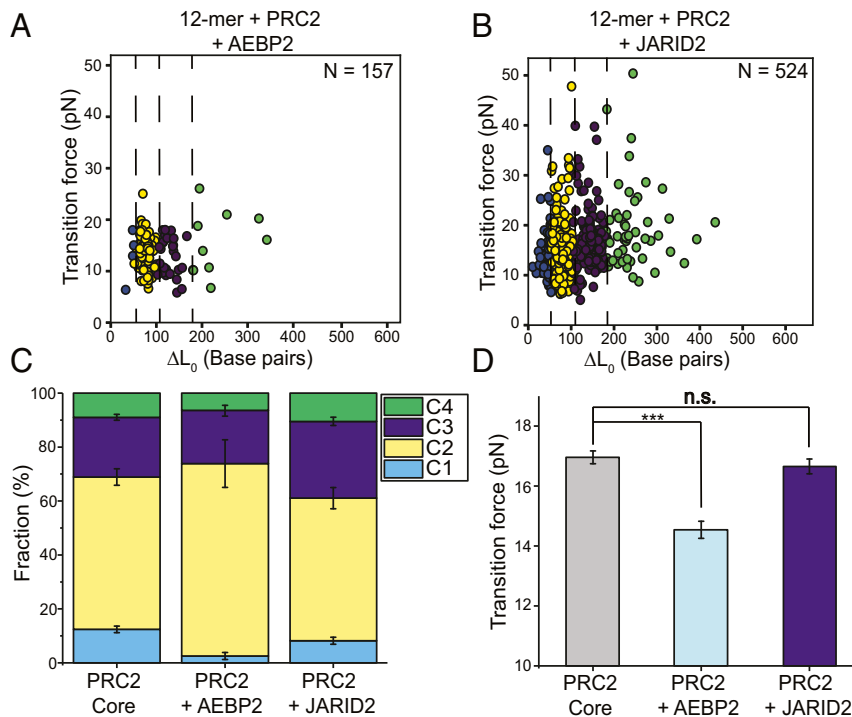 A
12-mer + PRC2
+ AEBP2
N = 157
Transition force (pN)
50
40
30
20
10
0
0 100 200 300 400 500 600
ΔL₀ (Base pairs)
B
12-mer + PRC2
+ JARID2
N = 524
Transition force (pN)
50
40
30
20
10
0
0 100 200 300 400 500 600
ΔL₀ (Base pairs)
C
Fraction (%)
100
80
60
40
20
0
C4
C3
C2
C1
PRC2 PRC2 PRC2
Core + AEBP2 + JARID2
D
Transition force (pN)
18
16
14
12
10
n.s.
***
PRC2 PRC2 PRC2
Core + AEBP2 + JARID2